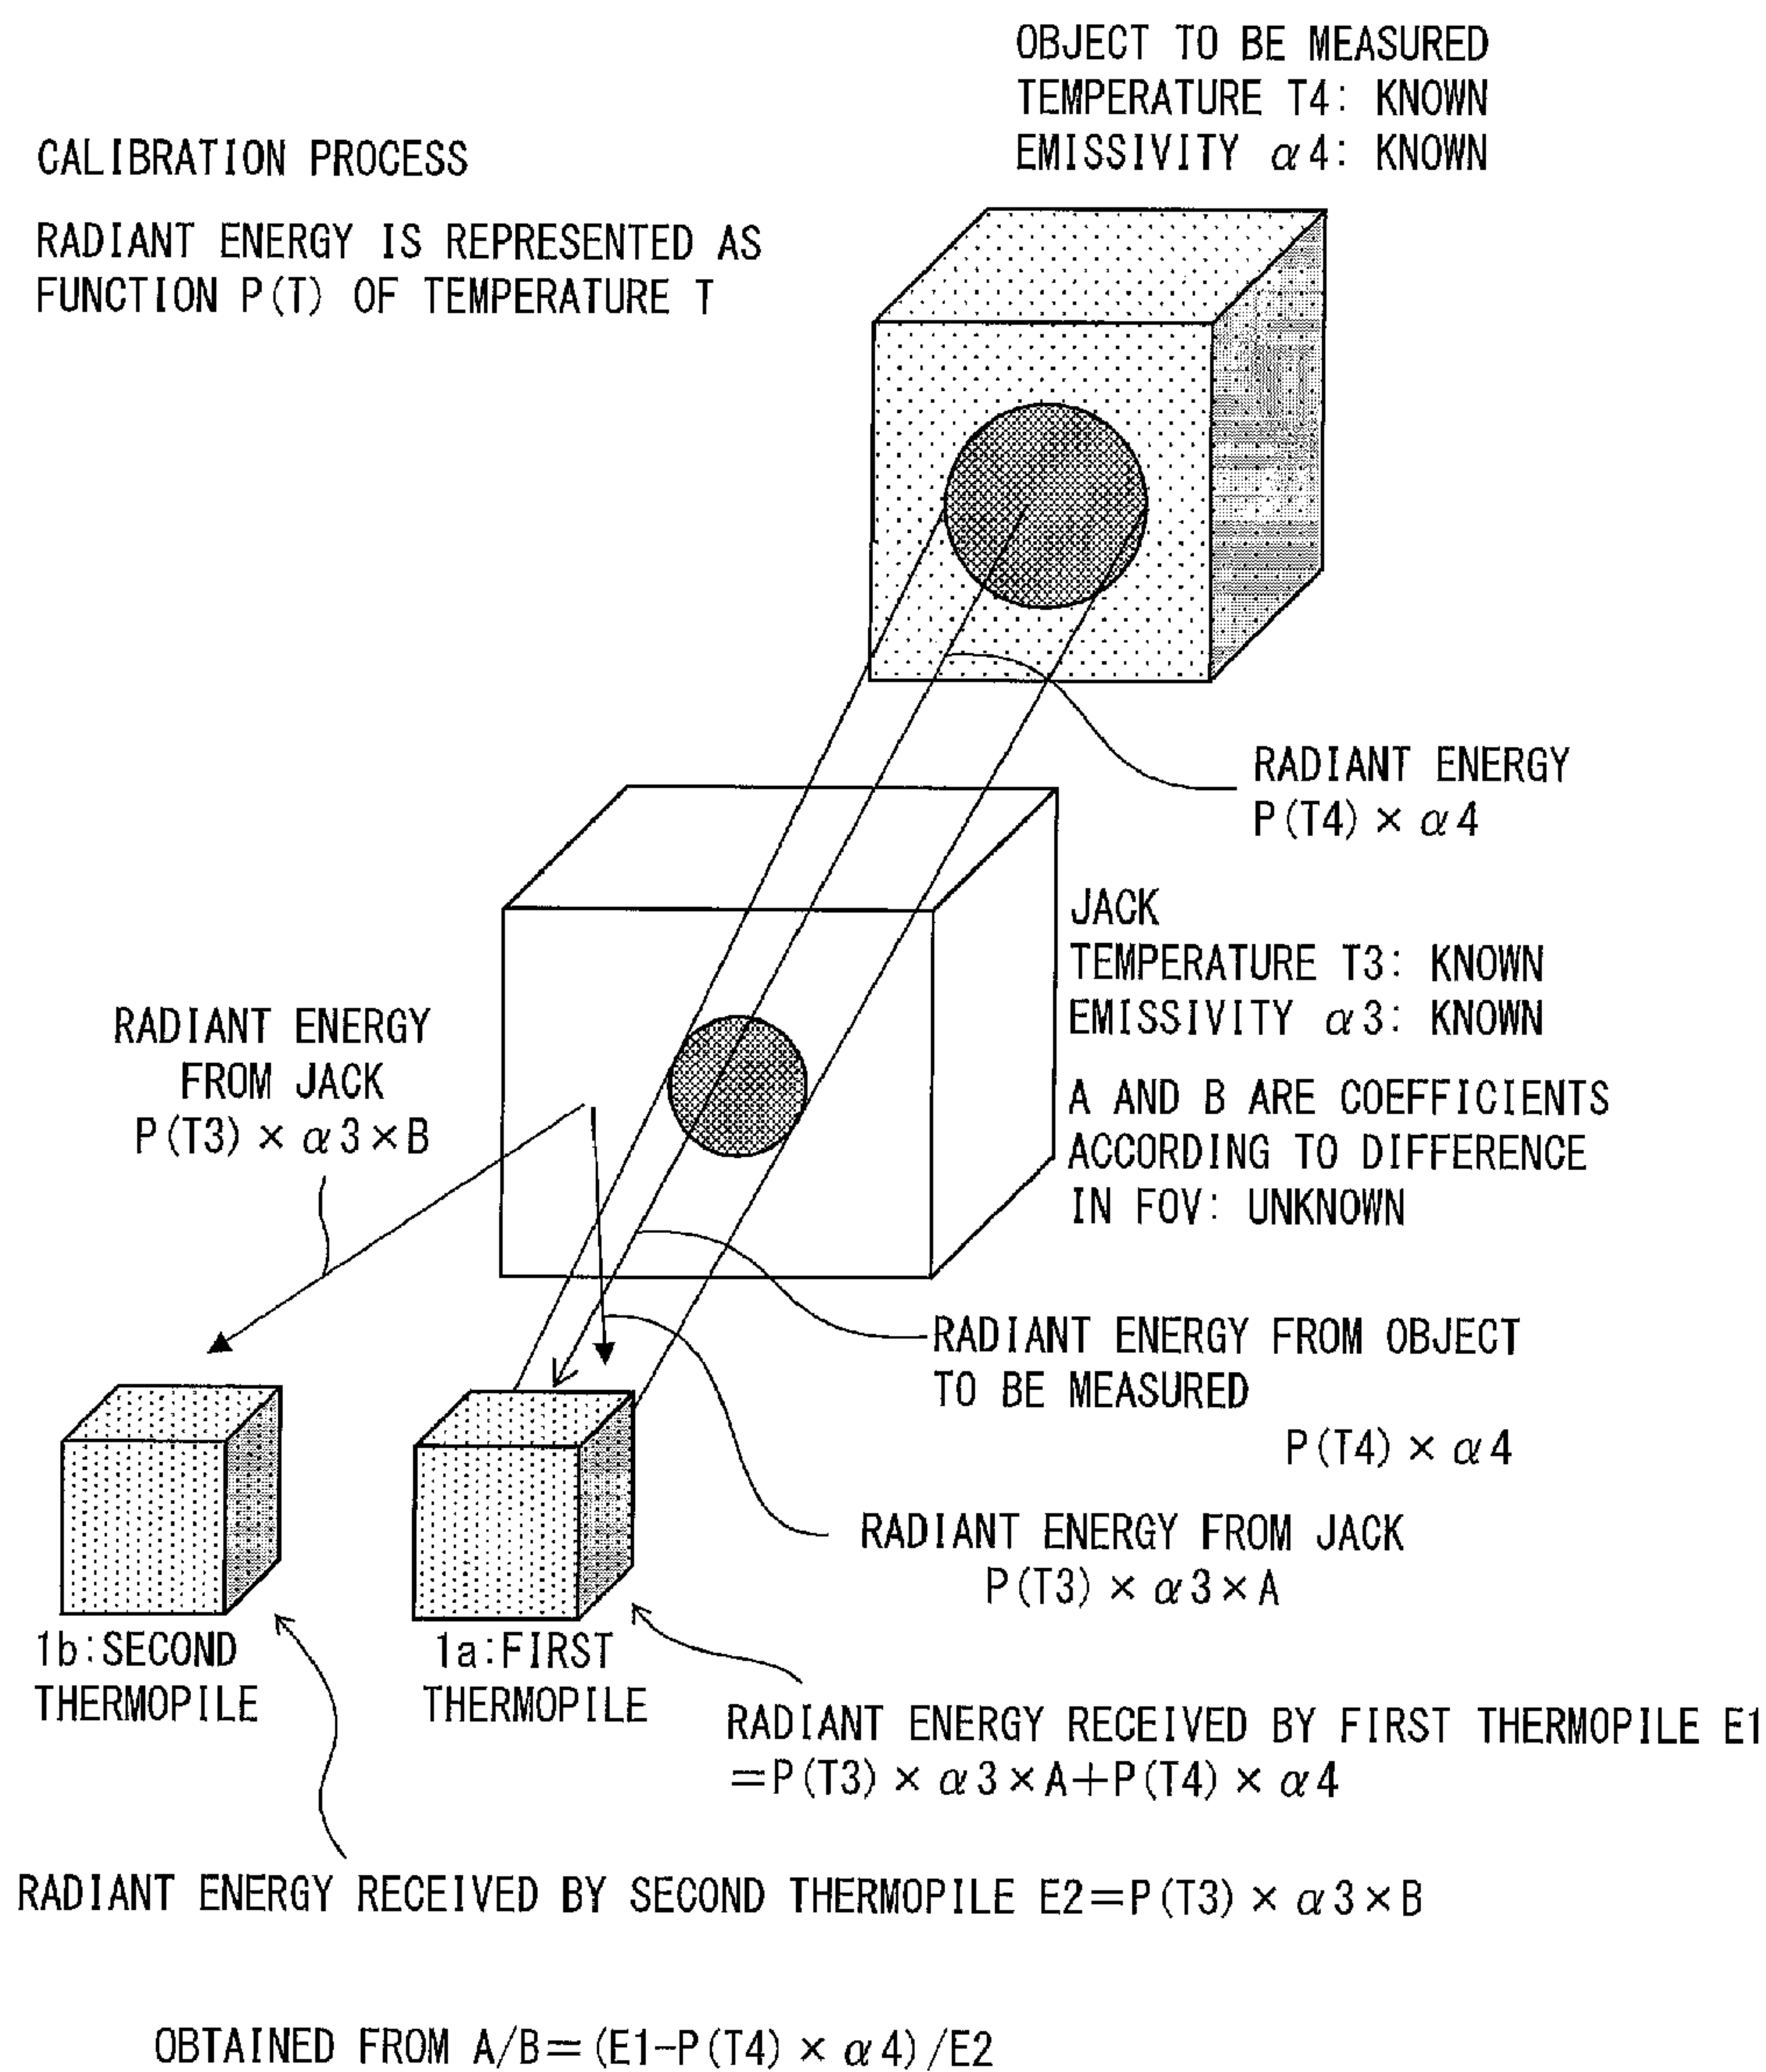 OBJECT TO BE MEASURED
TEMPERATURE T4: KNOWN
EMISSIVITY α4: KNOWN
CALIBRATION PROCESS
RADIANT ENERGY IS REPRESENTED AS
FUNCTION P(T) OF TEMPERATURE T
RADIANT ENERGY
P(T4) × α4
JACK
TEMPERATURE T3: KNOWN
EMISSIVITY α3: KNOWN
A AND B ARE COEFFICIENTS
ACCORDING TO DIFFERENCE
IN FOV: UNKNOWN
RADIANT ENERGY
FROM JACK
P(T3) × α3×B
RADIANT ENERGY FROM OBJECT
TO BE MEASURED
P(T4) × α4
RADIANT ENERGY FROM JACK
P(T3) × α3×A
1b:SECOND
THERMOPILE
1a:FIRST
THERMOPILE
RADIANT ENERGY RECEIVED BY FIRST THERMOPILE E1
=P(T3) × α3×A+P(T4) × α4
RADIANT ENERGY RECEIVED BY SECOND THERMOPILE E2=P(T3) × α3×B
OBTAINED FROM A/B=(E1-P(T4) × α4)/E2